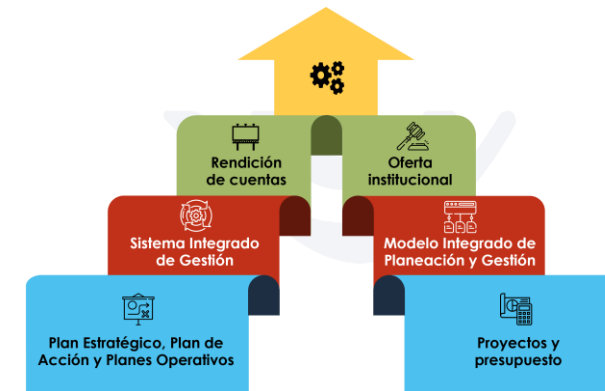 Rendición
de cuentas
Oferta
institucional
Sistema Integrado
de Gestión
Modelo Integrado de
Planeación y Gestión
Plan Estratégico, Plan de
Acción y Planes Operativos
Proyectos y
presupuesto